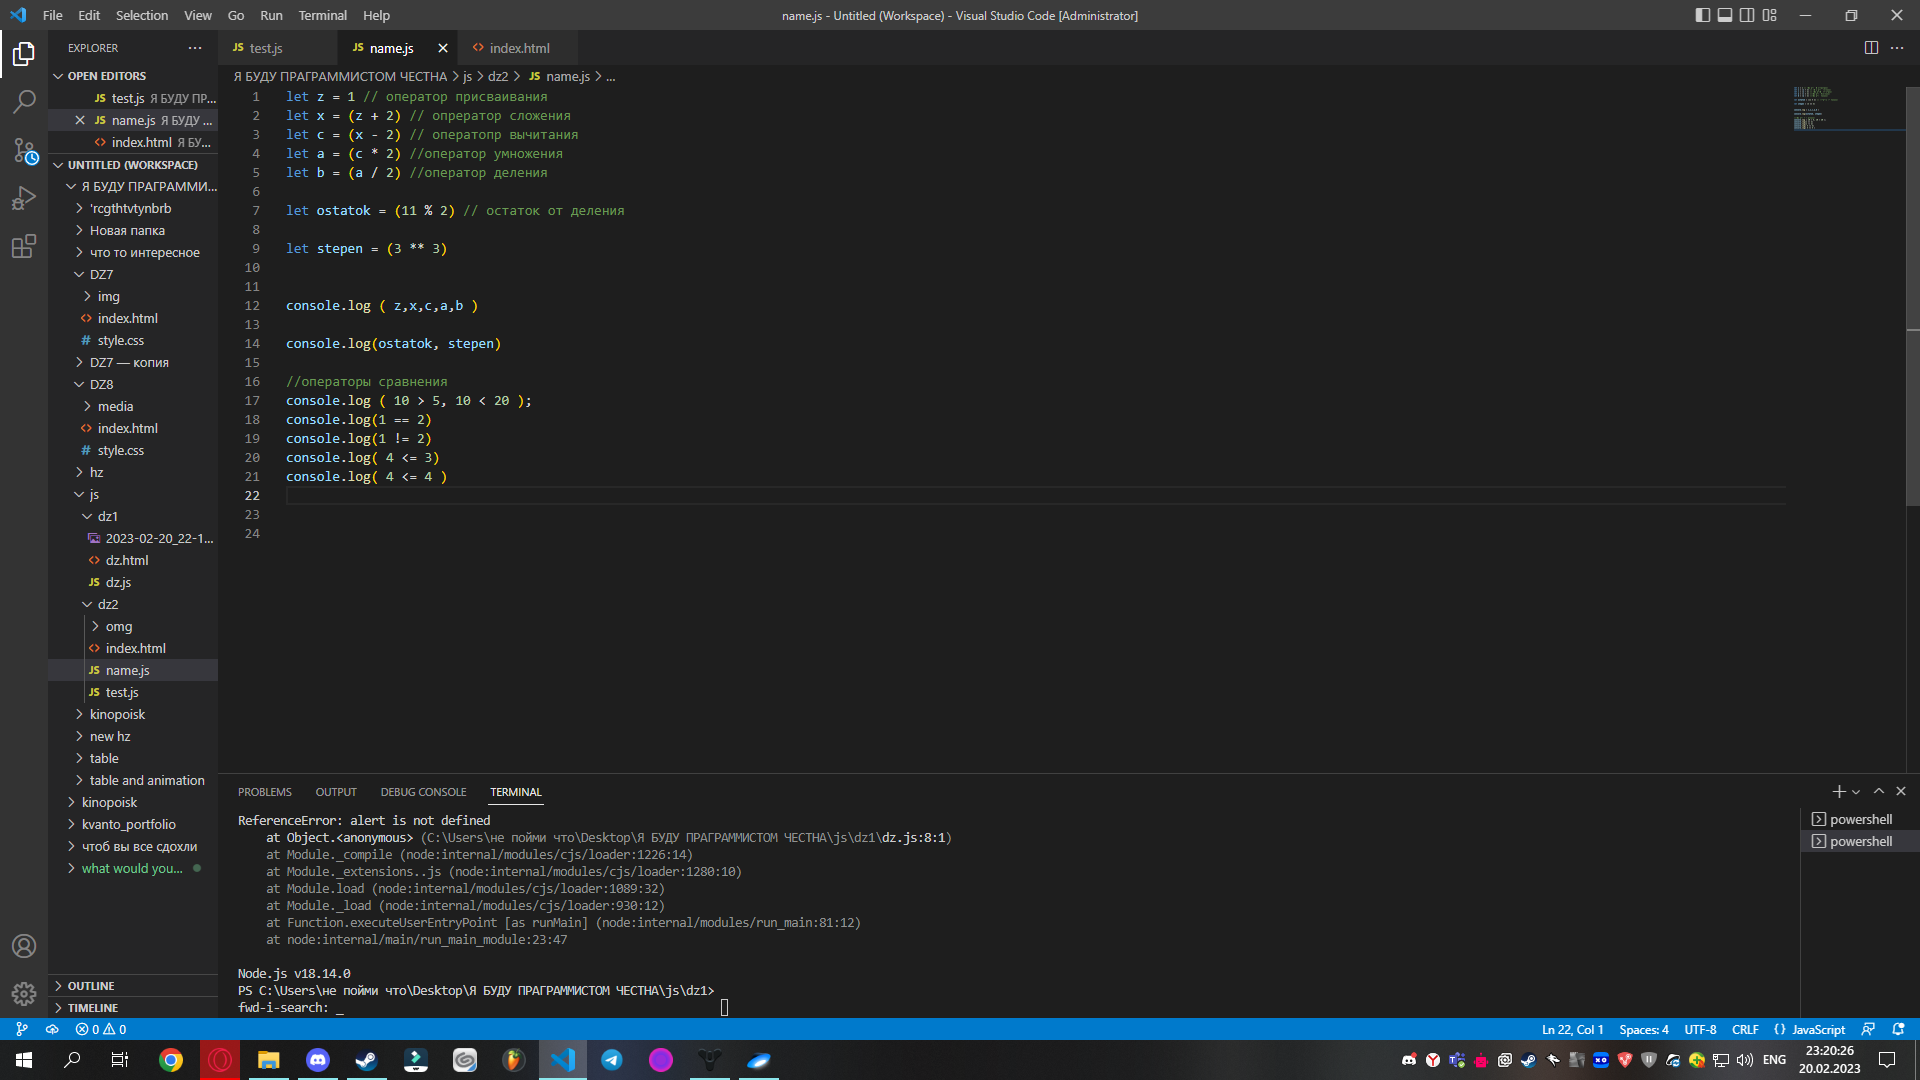 File Edit Selection View Go Run Terminal Help
name.js - Untitled (Workspace) - Visual Studio Code [Administrator]
EXPLORER
OPEN EDITORS
JS test.js Я БУДУ ПР...
JS name.js Я БУДУ ...
<> index.html Я БУ...
UNTITLED (WORKSPACE)
Я БУДУ ПРАГРАММИ...
'rcgthtvtynbrb
Новая папка
что то интересное
DZ7
img
<> index.html
# style.css
DZ7 — копия
DZ8
media
<> index.html
# style.css
hz
js
dz1
2023-02-20_22-1...
<> dz.html
JS dz.js
dz2
omg
<> index.html
JS name.js
JS test.js
kinopoisk
new hz
table
table and animation
kinopoisk
kvanto_portfolio
чтоб вы все сдохли
what would you...
OUTLINE
TIMELINE
JS test.js
JS name.js
<> index.html
Я БУДУ ПРАГРАММИСТОМ ЧЕСТНА > js > dz2 > JS name.js > ...
1 let z = 1 // оператор присваивания
2 let x = (z + 2) // опрератор сложения
3 let c = (x - 2) // операторпр вычитания
4 let a = (c * 2) //оператор умножения
5 let b = (a / 2) //оператор деления
6
7 let ostatok = (11 % 2) // остаток от деления
8
9 let stepen = (3 ** 3)
10
11
12 console.log ( z,x,c,a,b )
13
14 console.log(ostatok, stepen)
15
16 //операторы сравнения
17 console.log ( 10 > 5, 10 < 20 );
18 console.log(1 == 2)
19 console.log(1 != 2)
20 console.log( 4 <= 3)
21 console.log( 4 <= 4 )
22
23
24
PROBLEMS OUTPUT DEBUG CONSOLE TERMINAL
ReferenceError: alert is not defined
at Object.<anonymous> (C:\Users\не пойми что\Desktop\Я БУДУ ПРАГРАММИСТОМ ЧЕСТНА\js\dz1\dz.js:8:1)
at Module._compile (node:internal/modules/cjs/loader:1226:14)
at Module._extensions..js (node:internal/modules/cjs/loader:1280:10)
at Module.load (node:internal/modules/cjs/loader:1089:32)
at Module._load (node:internal/modules/cjs/loader:930:12)
at Function.executeUserEntryPoint [as runMain] (node:internal/modules/run_main:81:12)
at node:internal/main/run_main_module:23:47
Node.js v18.14.0
PS C:\Users\не пойми что\Desktop\Я БУДУ ПРАГРАММИСТОМ ЧЕСТНА\js\dz1>
fwd-i-search: _
powershell
powershell
0 0
Ln 22, Col 1 Spaces: 4 UTF-8 CRLF {} JavaScript
ENG
23:20:26
20.02.2023